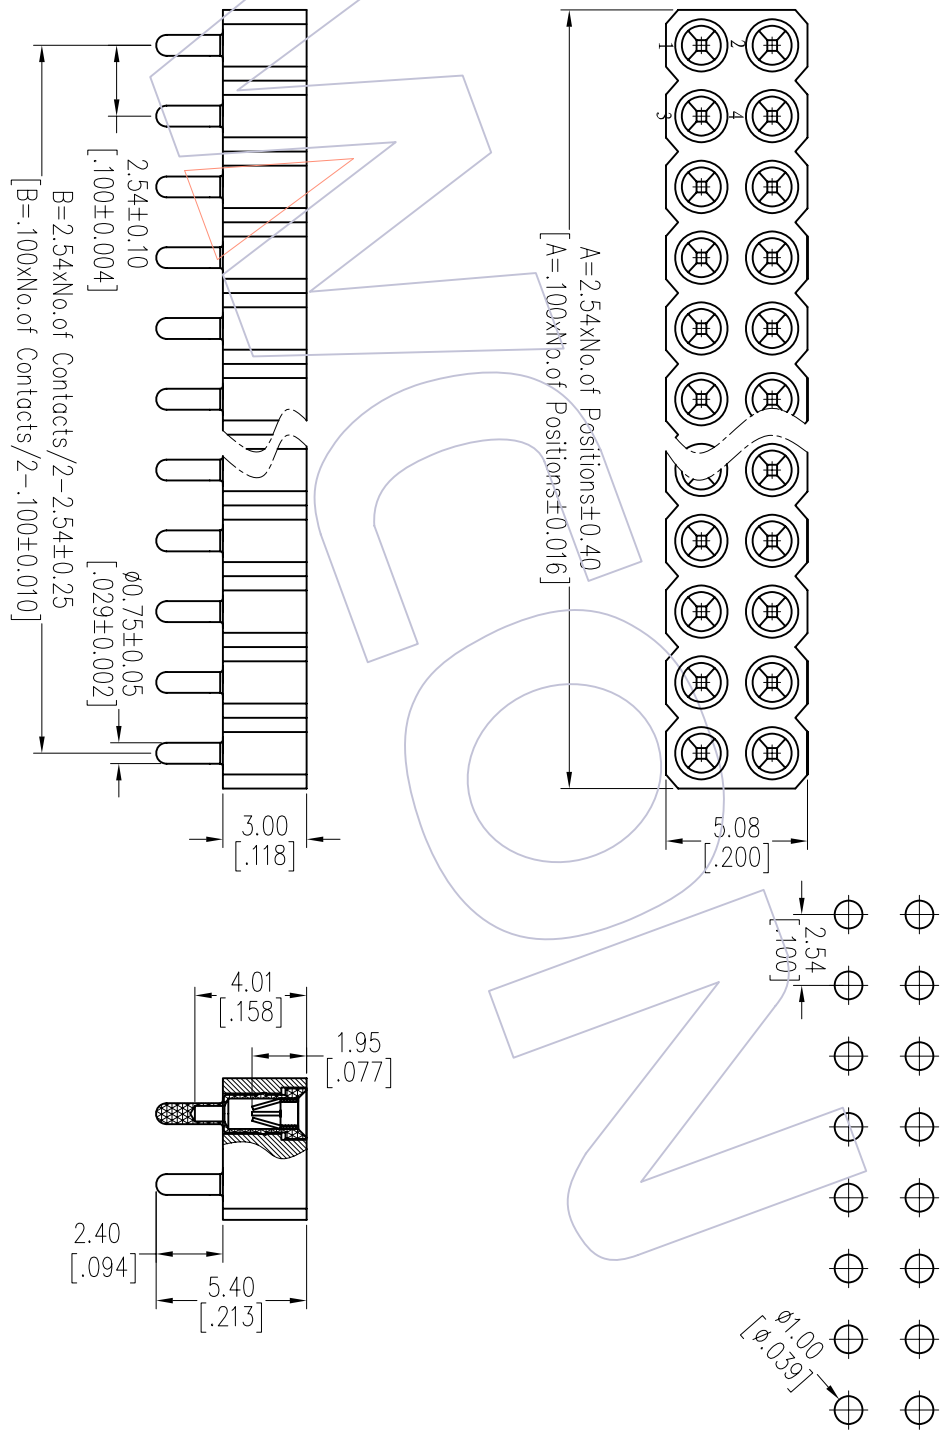 1
2
3
4
2.54±0.10
[.100±0.004]
B=2.54xNo.of Contacts/2-2.54±0.25
[B=.100xNo.of Contacts/2-.100±0.010]
A=2.54xNo.of Positions±0.40
[A=.100xNo.of Positions±0.016]
ø0.75±0.05
[.029±0.002]
3.00
[.118]
5.08
[.200]
2.54
[.100]
4.01
[.158]
1.95
[.077]
2.40
[.094]
5.40
[.213]
ø1.00
[ø.039]
WCON